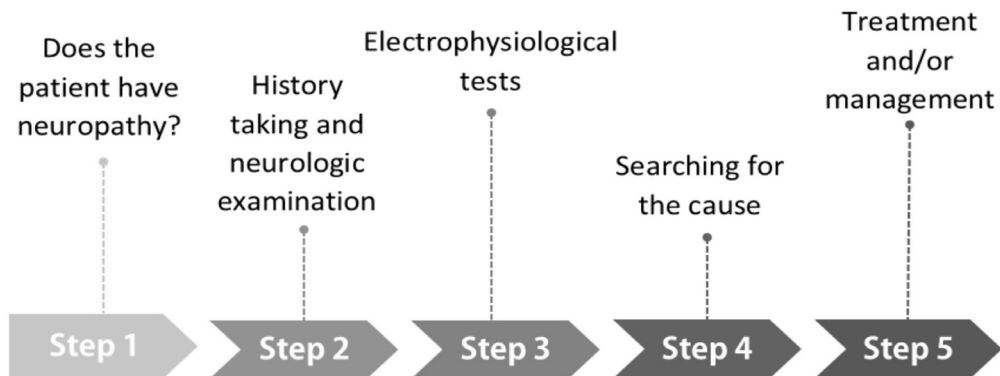 Does the
patient have
neuropathy?
History
taking and
neurologic
examination
Electrophysiological
tests
Searching for
the cause
Treatment
and/or
management
Step 1
Step 2
Step 3
Step 4
Step 5